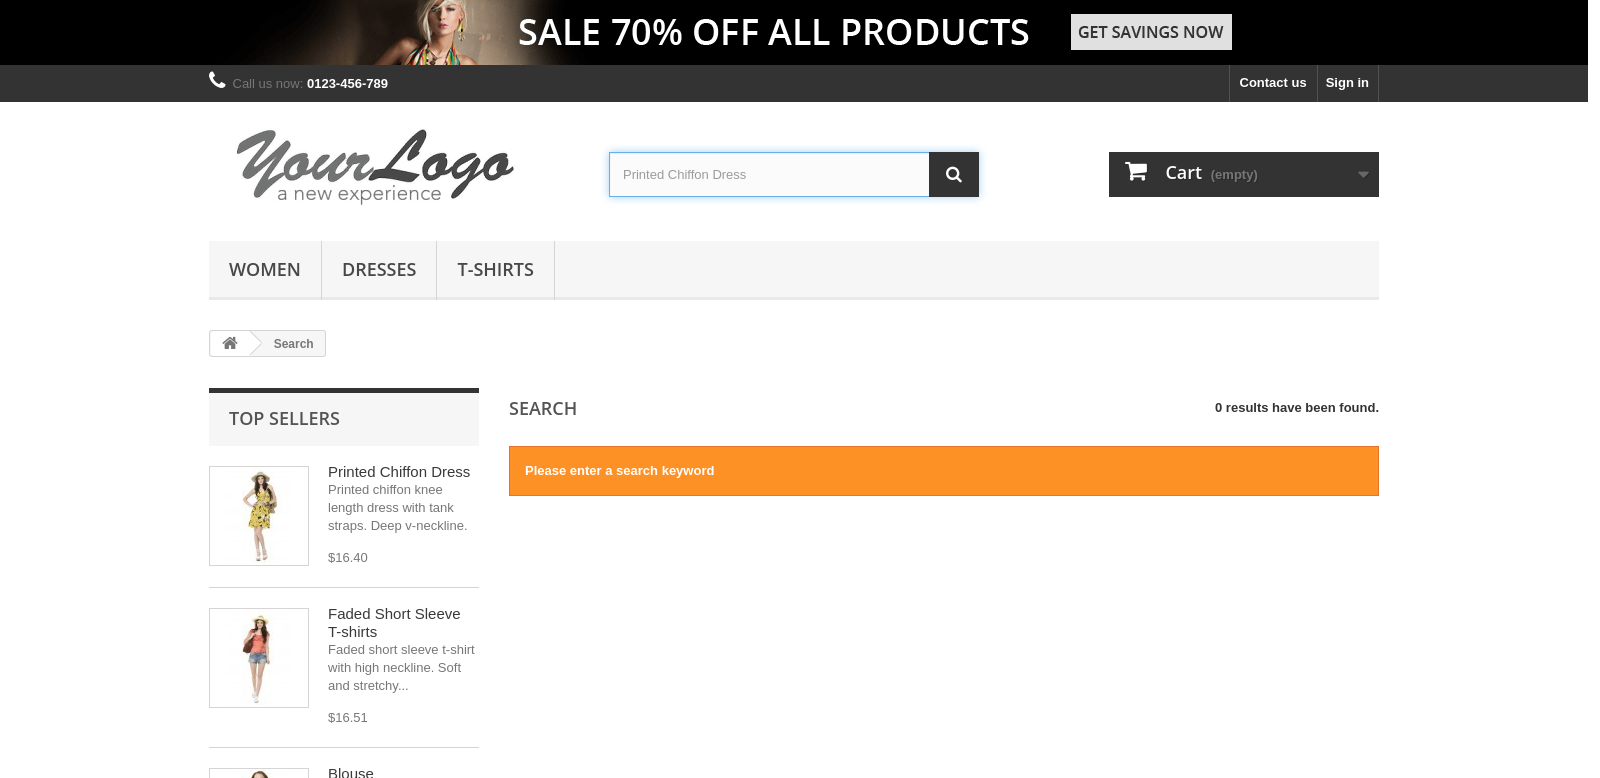 SALE 70% OFF ALL PRODUCTS
GET SAVINGS NOW
Call us now: 0123-456-789
Contact us
Sign in
YourLogo
a new experience
Printed Chiffon Dress
Cart (empty)
WOMEN
DRESSES
T-SHIRTS
Search
TOP SELLERS
Printed Chiffon Dress
Printed chiffon knee
length dress with tank
straps. Deep v-neckline.
$16.40
Faded Short Sleeve
T-shirts
Faded short sleeve t-shirt
with high neckline. Soft
and stretchy...
$16.51
Blouse
SEARCH
0 results have been found.
Please enter a search keyword